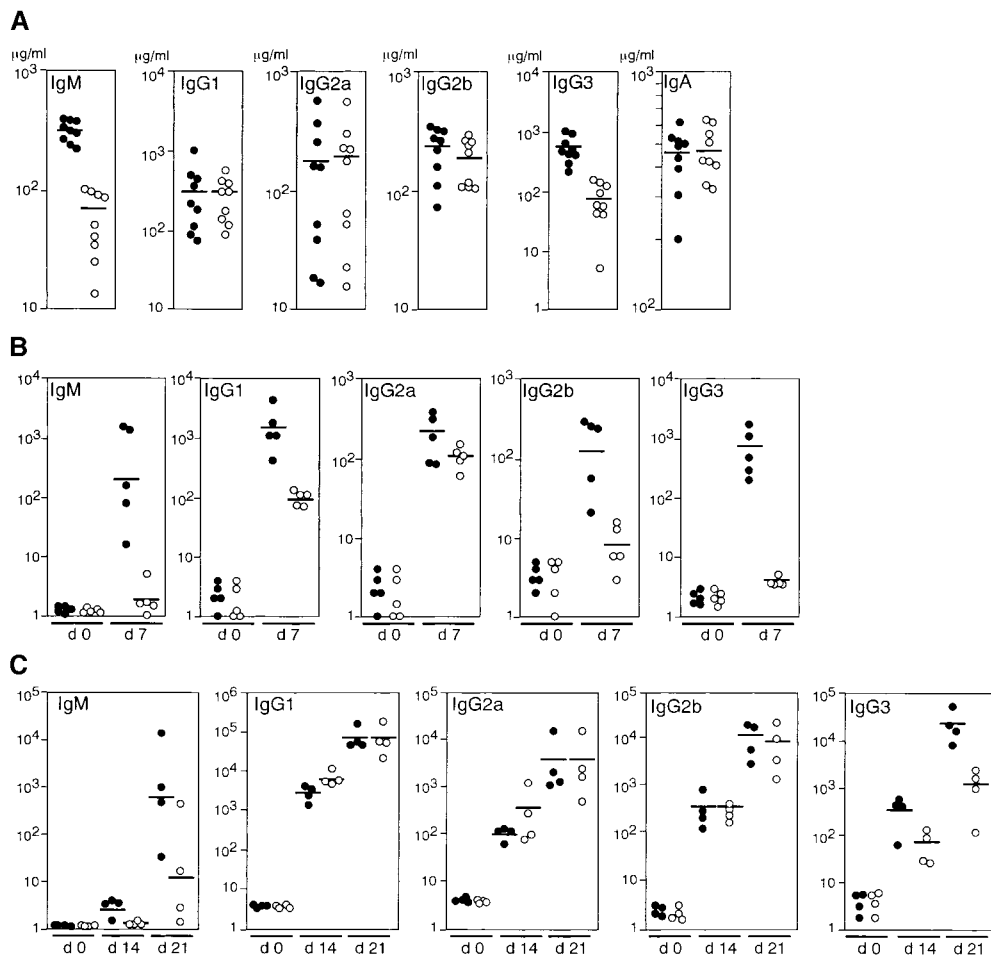 A
µg/ml µg/ml µg/ml µg/ml µg/ml µg/ml
10³ 10⁴ 10³ 10³ 10⁴ 10³
IgM IgG1 IgG2a IgG2b IgG3 IgA
10³ 10³
10² 10² 10² 10²
10²
10
10 10 10 10 1 10²
B
10⁴ 10⁴ 10³ 10³ 10⁴
IgM IgG1 IgG2a IgG2b IgG3
10³ 10³ 10² 10² 10³
10² 10² 10²
10 10 10 10 10
1 1 1 1 1
d 0 d 7 d 0 d 7 d 0 d 7 d 0 d 7 d 0 d 7
C
10⁵ 10⁶ 10⁵ 10⁵ 10⁵
IgM IgG1 IgG2a IgG2b IgG3
10⁴ 10⁵ 10⁴ 10⁴ 10⁴
10³ 10⁴ 10³ 10³ 10³
10³
10² 10² 10² 10² 10²
10 10 10 10 10
1 1 1 1 1
d 0 d 14 d 21 d 0 d 14 d 21 d 0 d 14 d 21 d 0 d 14 d 21 d 0 d 14 d 21